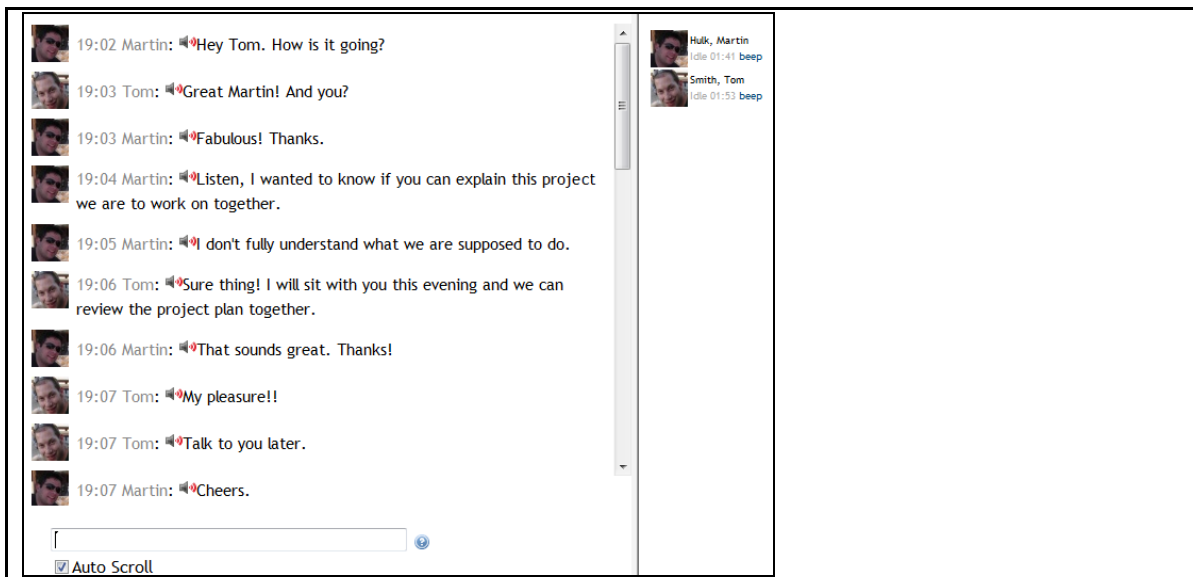 19:02 Martin: Hey Tom. How is it going?
19:03 Tom: Great Martin! And you?
19:03 Martin: Fabulous! Thanks.
19:04 Martin: Listen, I wanted to know if you can explain this project
we are to work on together.
19:05 Martin: I don't fully understand what we are supposed to do.
19:06 Tom: Sure thing! I will sit with you this evening and we can
review the project plan together.
19:06 Martin: That sounds great. Thanks!
19:07 Tom: My pleasure!!
19:07 Tom: Talk to you later.
19:07 Martin: Cheers.
Auto Scroll
Hulk, Martin
Idle 01:41 beep
Smith, Tom
Idle 01:53 beep